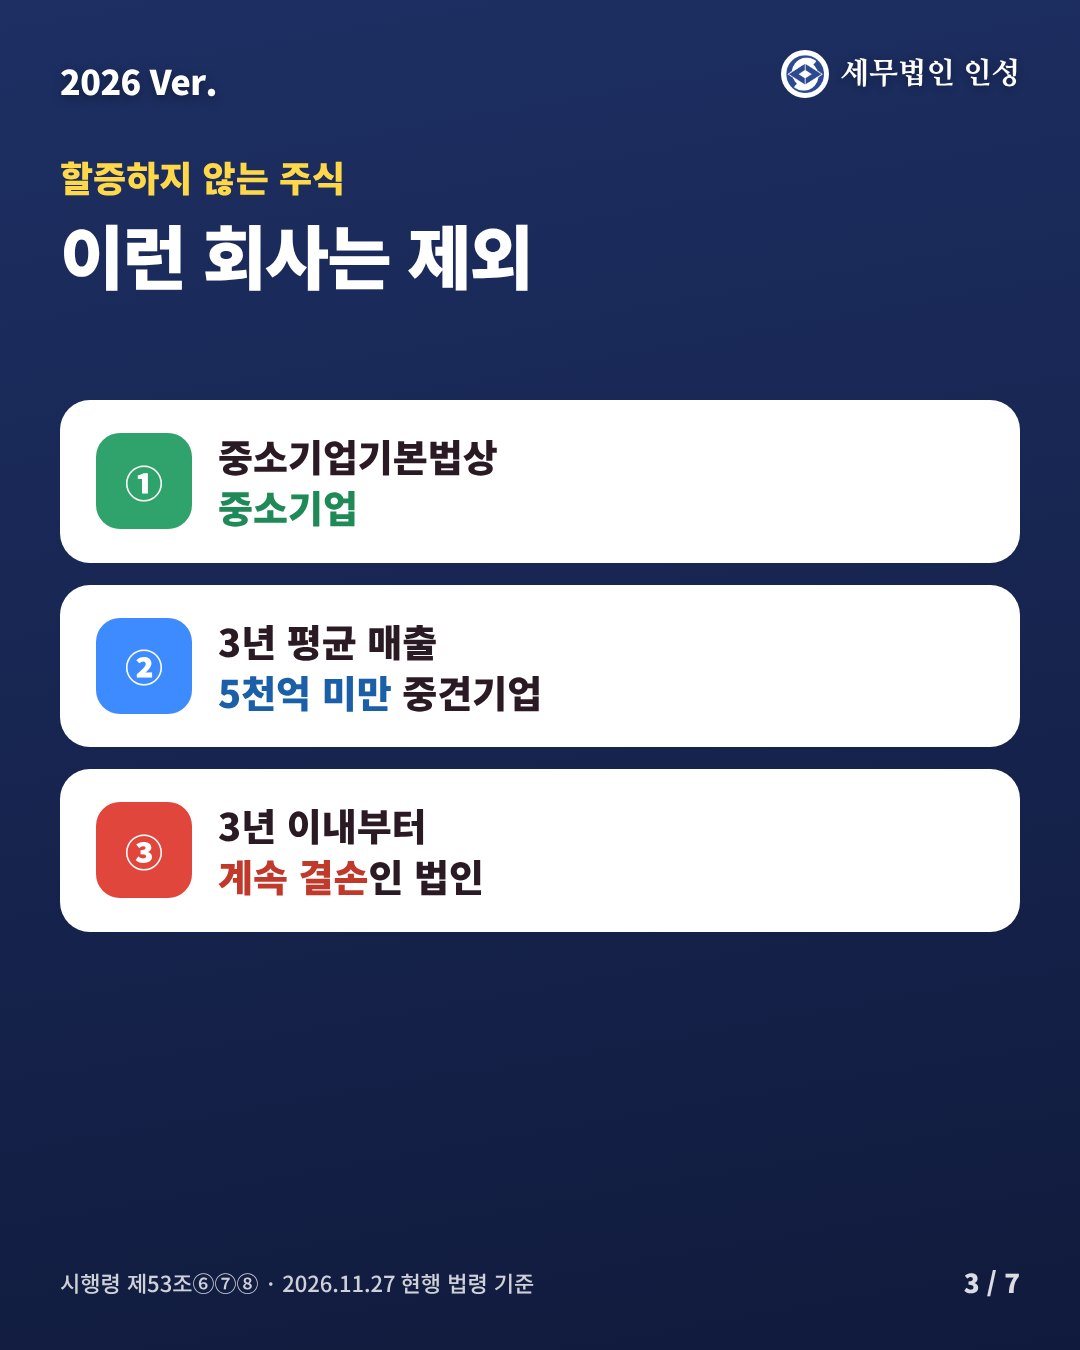 2026 Ver.
세무법인 인성
할증하지 않는 주식
이런 회사는 제외
①
중소기업기본법상
중소기업
②
3년 평균 매출
5천억 미만 중견기업
③
3년 이내부터
계속 결손인 법인
시행령 제53조⑥⑦⑧ · 2026.11.27 현행 법령 기준
3 / 7